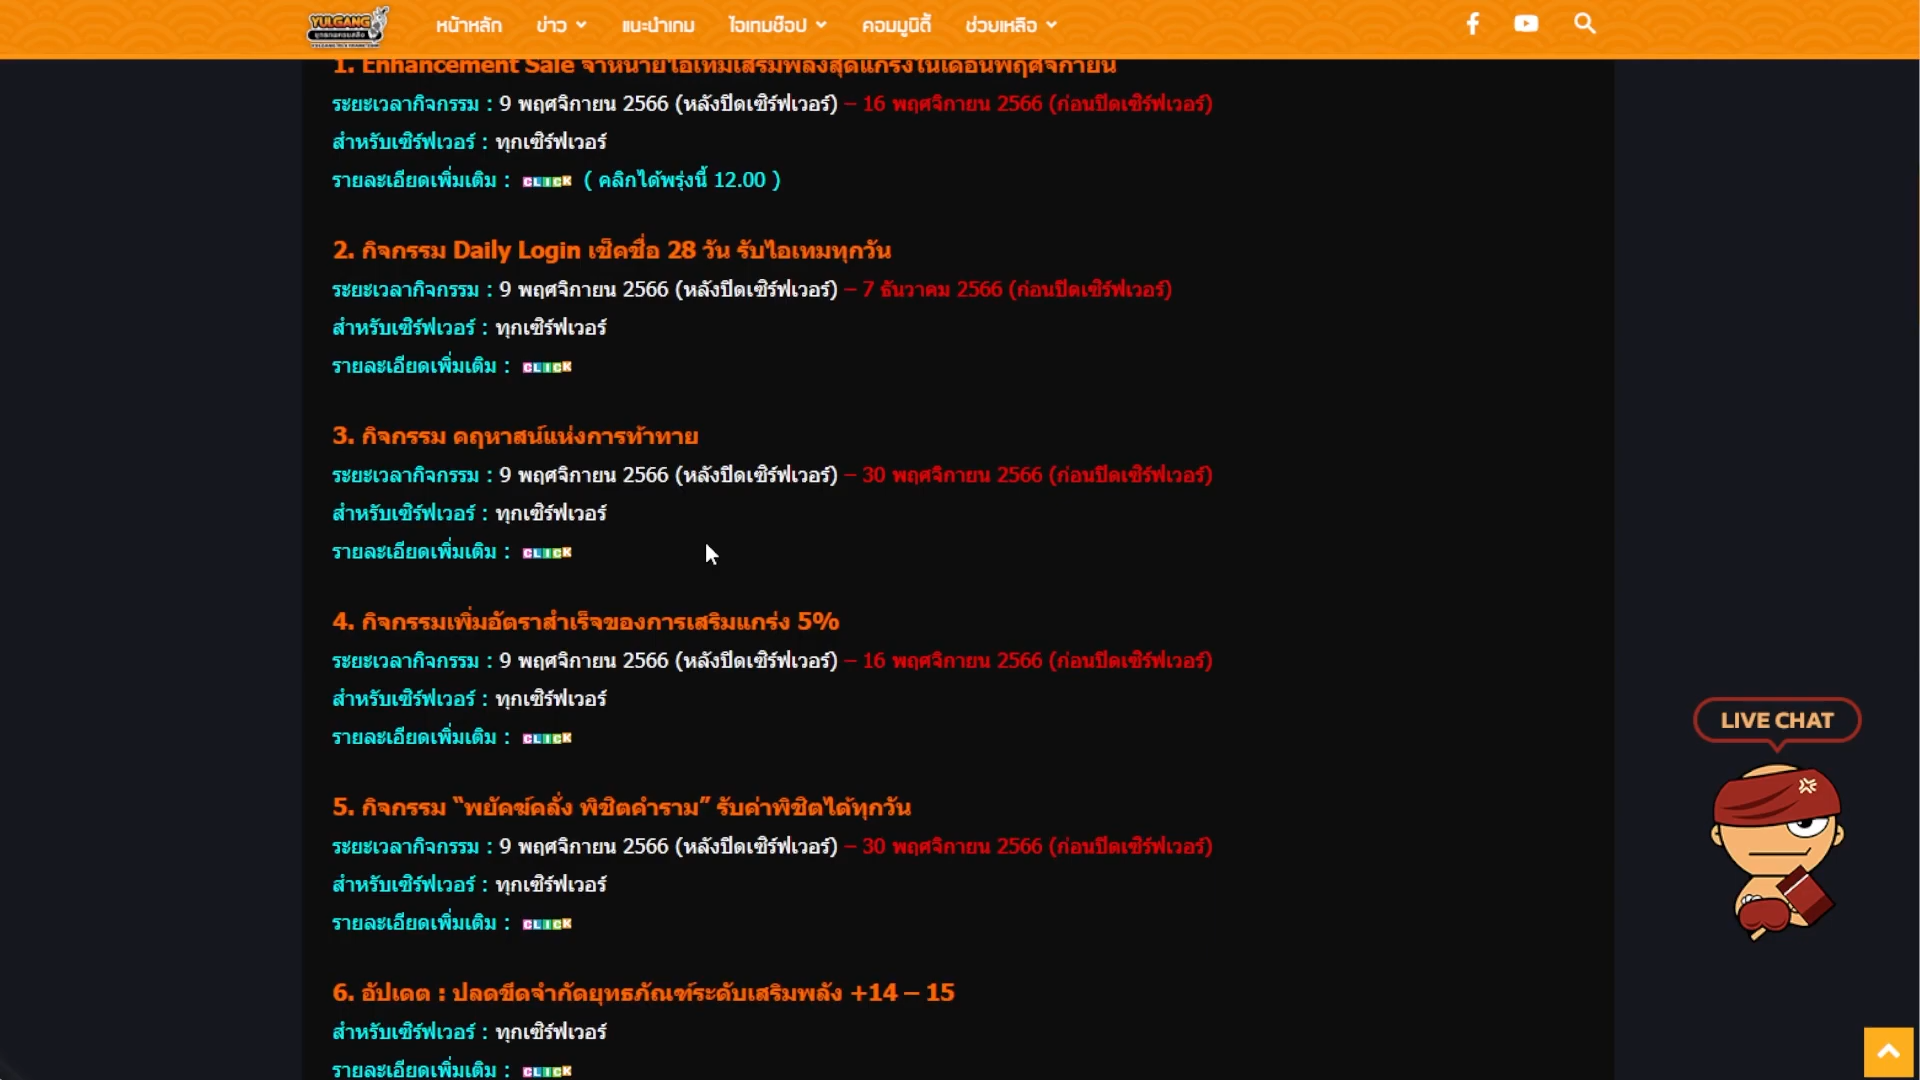 YULGANG
หน้าหลัก ข่าว แนะนำเกม ไอเทมช็อป คอมมูนิตี้ ช่วยเหลือ
1. Enhancement Sale จำหน่ายไอเทมเสริมพลังสุดแกร่งในเดือนพฤศจิกายน
ระยะเวลากิจกรรม : 9 พฤศจิกายน 2566 (หลังปิดเซิร์ฟเวอร์) – 16 พฤศจิกายน 2566 (ก่อนปิดเซิร์ฟเวอร์)
สำหรับเซิร์ฟเวอร์ : ทุกเซิร์ฟเวอร์
รายละเอียดเพิ่มเติม : CLICK ( คลิกได้พรุ่งนี้ 12.00 )
2. กิจกรรม Daily Login เช็คชื่อ 28 วัน รับไอเทมทุกวัน
ระยะเวลากิจกรรม : 9 พฤศจิกายน 2566 (หลังปิดเซิร์ฟเวอร์) – 7 ธันวาคม 2566 (ก่อนปิดเซิร์ฟเวอร์)
สำหรับเซิร์ฟเวอร์ : ทุกเซิร์ฟเวอร์
รายละเอียดเพิ่มเติม : CLICK
3. กิจกรรม คฤหาสน์แห่งการท้าทาย
ระยะเวลากิจกรรม : 9 พฤศจิกายน 2566 (หลังปิดเซิร์ฟเวอร์) – 30 พฤศจิกายน 2566 (ก่อนปิดเซิร์ฟเวอร์)
สำหรับเซิร์ฟเวอร์ : ทุกเซิร์ฟเวอร์
รายละเอียดเพิ่มเติม : CLICK
4. กิจกรรมเพิ่มอัตราสำเร็จของการเสริมแกร่ง 5%
ระยะเวลากิจกรรม : 9 พฤศจิกายน 2566 (หลังปิดเซิร์ฟเวอร์) – 16 พฤศจิกายน 2566 (ก่อนปิดเซิร์ฟเวอร์)
สำหรับเซิร์ฟเวอร์ : ทุกเซิร์ฟเวอร์
รายละเอียดเพิ่มเติม : CLICK
LIVE CHAT
5. กิจกรรม “พยัคฆ์คลั่ง พิชิตคำราม” รับค่าพิชิตได้ทุกวัน
ระยะเวลากิจกรรม : 9 พฤศจิกายน 2566 (หลังปิดเซิร์ฟเวอร์) – 30 พฤศจิกายน 2566 (ก่อนปิดเซิร์ฟเวอร์)
สำหรับเซิร์ฟเวอร์ : ทุกเซิร์ฟเวอร์
รายละเอียดเพิ่มเติม : CLICK
6. อัปเดต : ปลดขีดจำกัดยุทธภัณฑ์ระดับเสริมพลัง +14 – 15
สำหรับเซิร์ฟเวอร์ : ทุกเซิร์ฟเวอร์
รายละเอียดเพิ่มเติม : CLICK